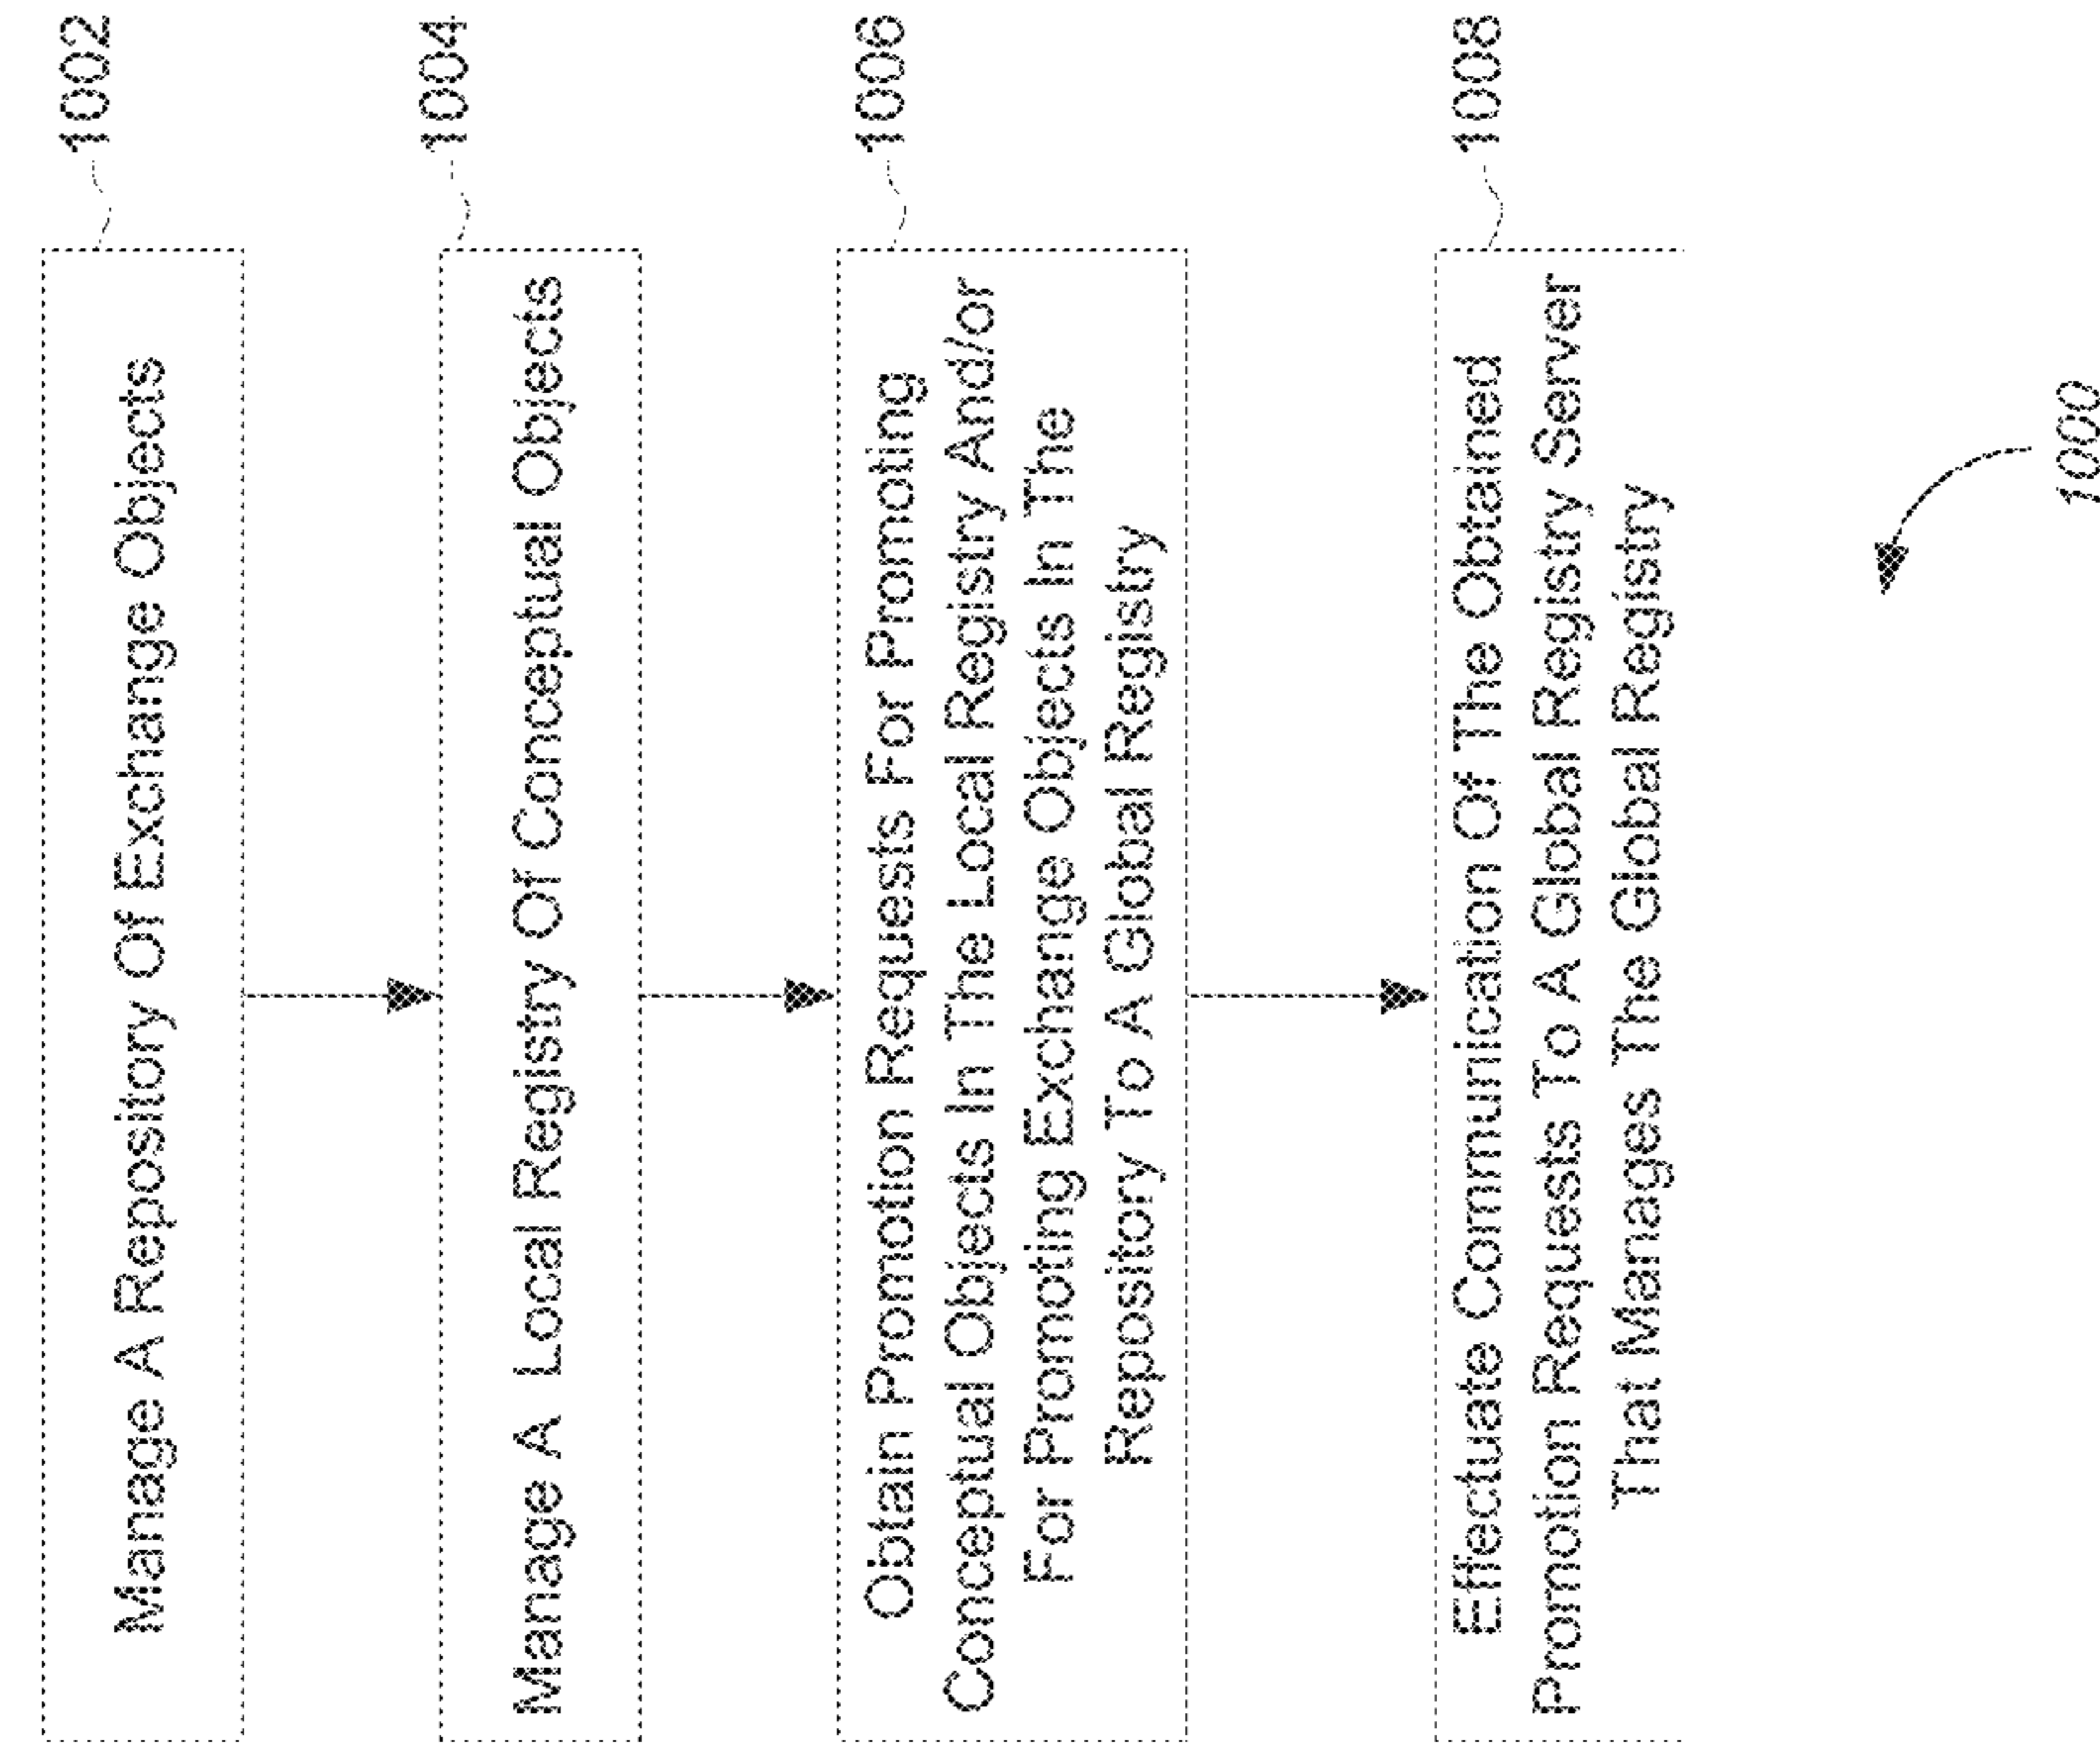 Manage A Repository Of Exchange Objects
1002
Manage A Local Registry Of Conceptual Objects
1004
Obtain Promotion Requests For Promoting
Conceptual Objects In The Local Registry And/or
For Promoting Exchange Objects In The
Repository To A Global Registry
1006
Effectuate Communication Of The Obtained
Promotion Requests To A Global Registry Server
That Manages The Global Registry
1008
1000